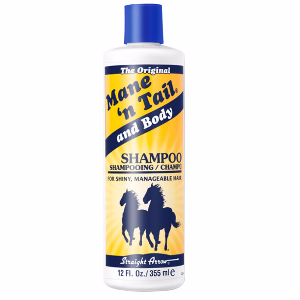 The Original
Mane
'n Tail®
and Body
SHAMPOO
SHAMPOOING / CHAMPÚ
FOR SHINY, MANAGEABLE HAIR
Straight Arrow®
12 Fl. Oz./ 355 ml e